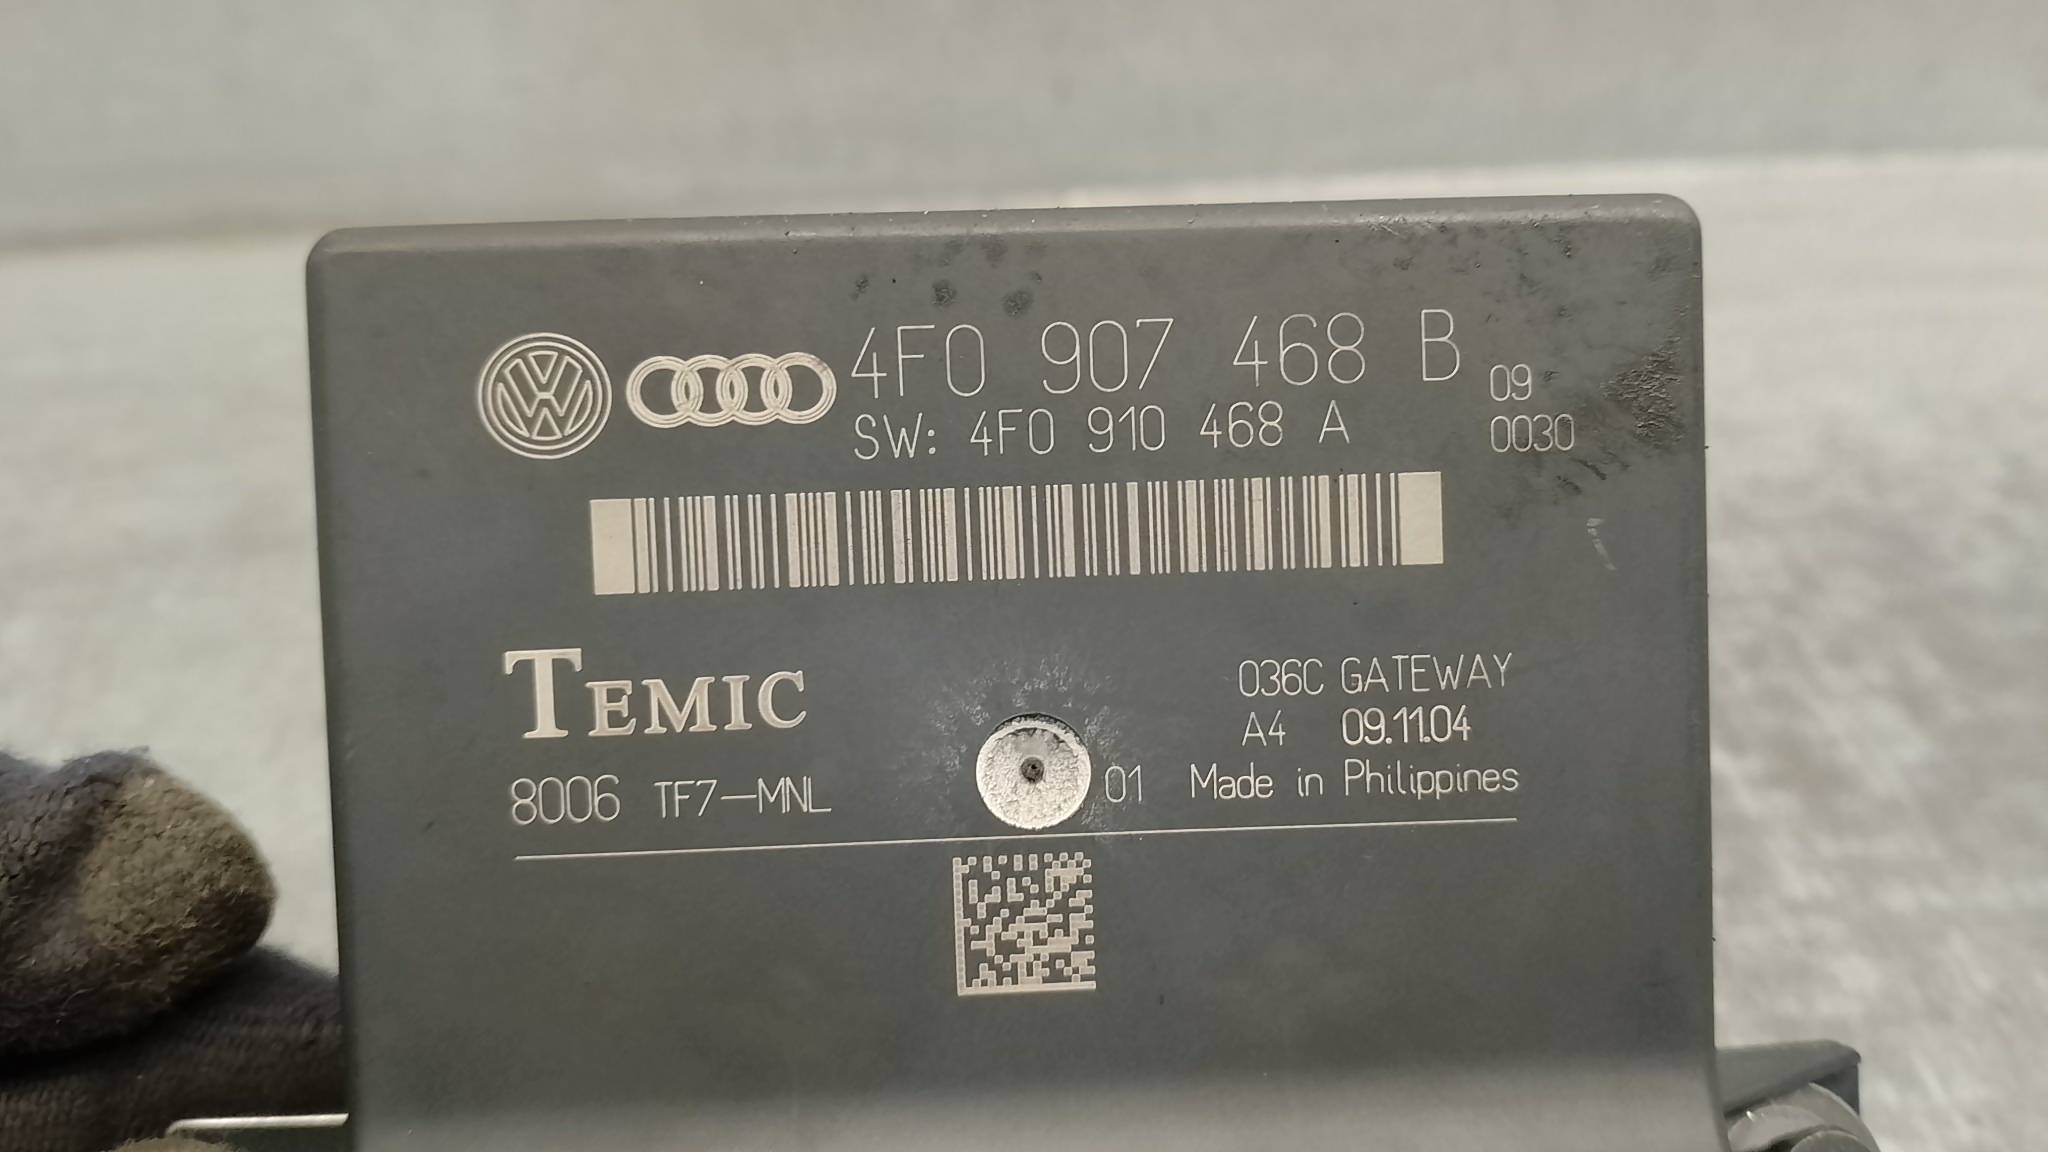 4F0 907 468 B 09
SW: 4F0 910 468 A 0030
TEMIC
036C GATEWAY
A4 09.11.04
8006 TF7-MNL 01 Made in Philippines